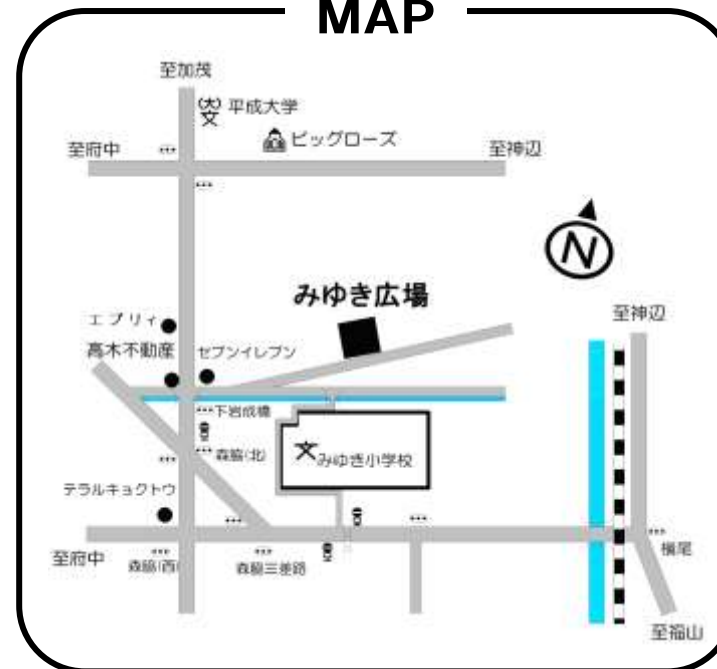 MAP
至加茂
(大)
文
平成大学
ビッグローズ
至府中
至神辺
N
みゆき広場
至神辺
エブリィ
高木不動産
セブンイレブン
下岩成橋
森脇(北)
文
みゆき小学校
テラルキョクトウ
至府中
森脇(西
森脇三差路
横尾
至福山